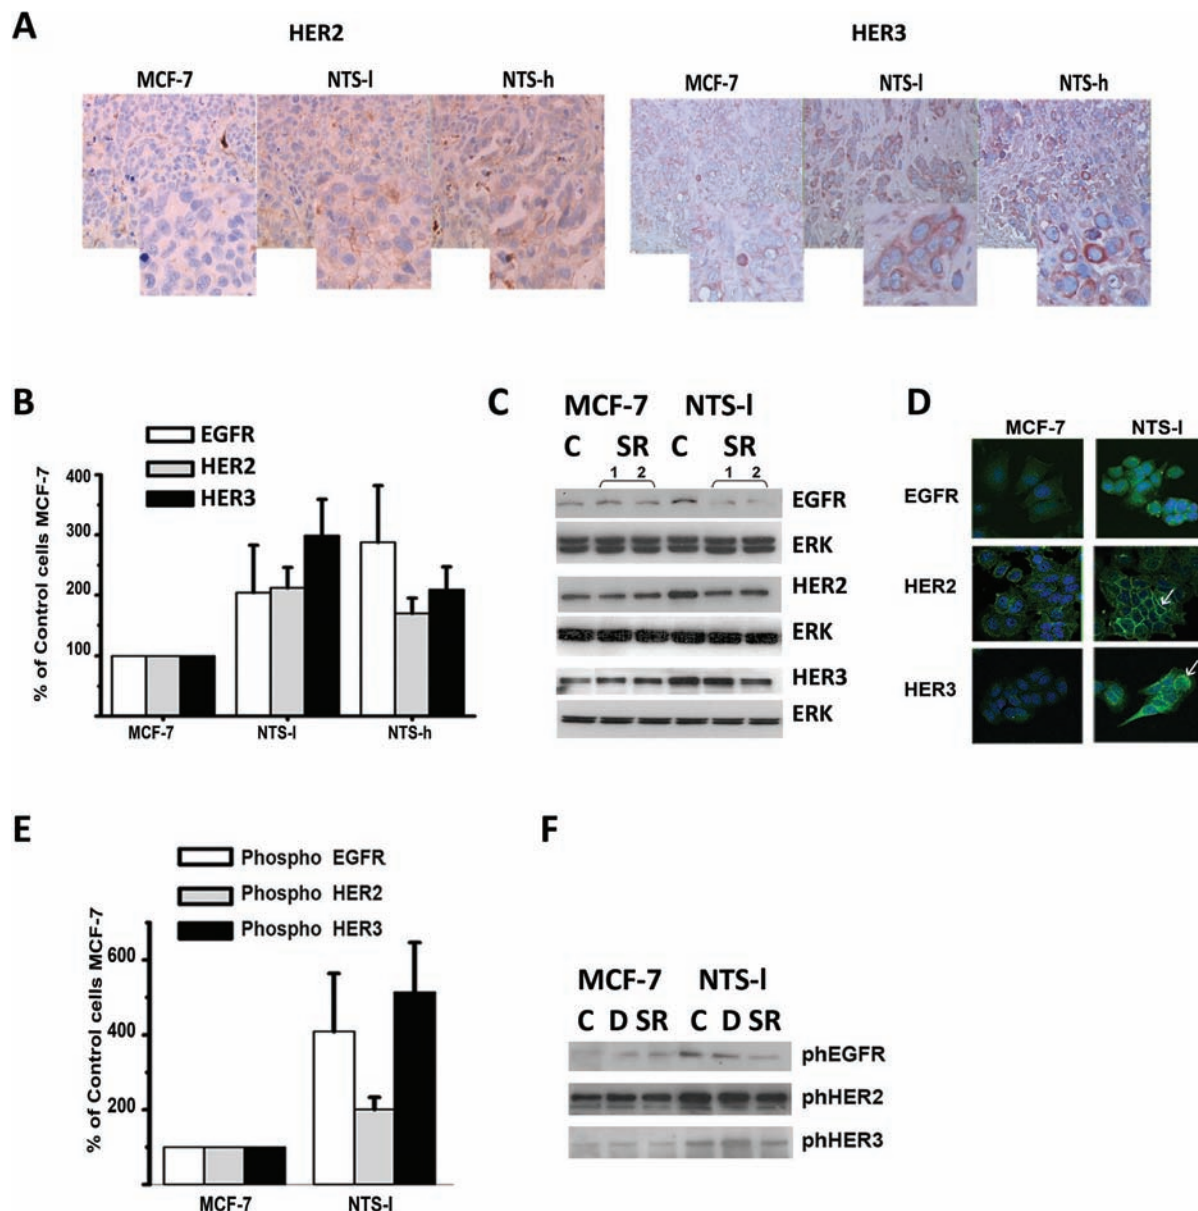 A
HER2 HER3
MCF-7 NTS-l NTS-h MCF-7 NTS-l NTS-h
B
EGFR
HER2
HER3
% of Control cells MCF-7
400
300
200
100
MCF-7 NTS-l NTS-h
C
MCF-7 NTS-l
C SR C SR
1 2 1 2
EGFR
ERK
HER2
ERK
HER3
ERK
D
MCF-7 NTS-l
EGFR
HER2
HER3
E
Phospho EGFR
Phospho HER2
Phospho HER3
% of Control cells MCF-7
600
400
200
MCF-7 NTS-l
F
MCF-7 NTS-l
C D SR C D SR
phEGFR
phHER2
phHER3